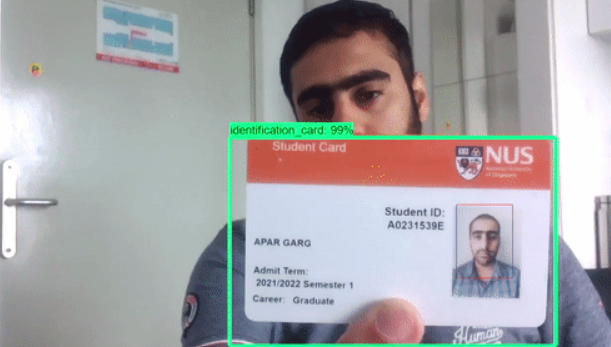 identification_card: 99%
Student Card
NUS
National University
of Singapore
Student ID:
A0231539E
APAR GARG
Admit Term:
2021/2022 Semester 1
Career: Graduate
Human